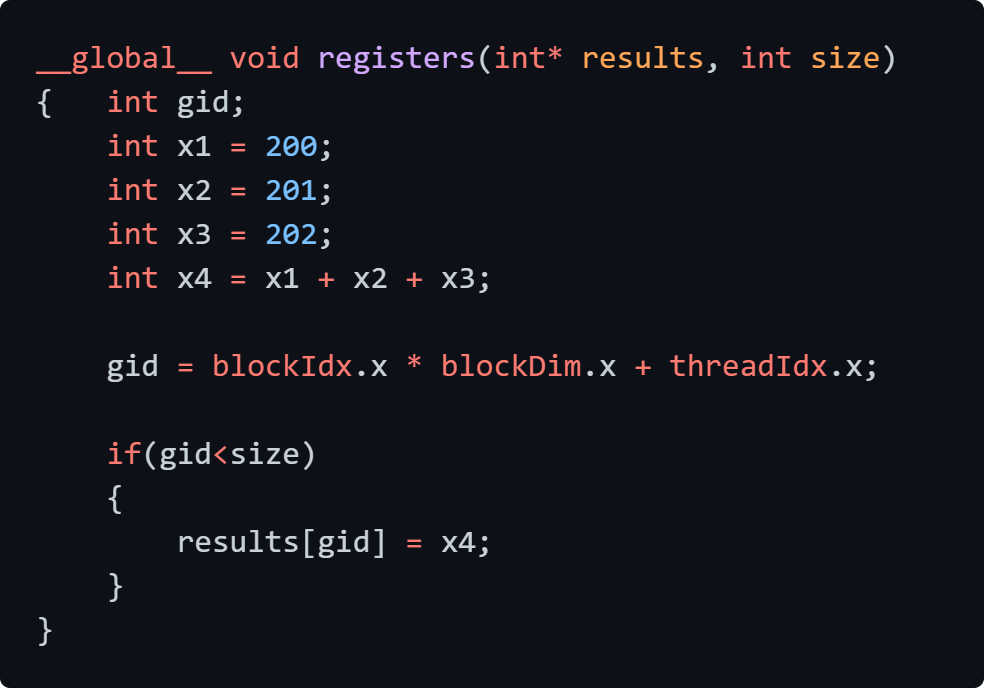 __global__ void registers(int* results, int size)
{   int gid;
    int x1 = 200;
    int x2 = 201;
    int x3 = 202;
    int x4 = x1 + x2 + x3;

    gid = blockIdx.x * blockDim.x + threadIdx.x;

    if(gid<size)
    {
        results[gid] = x4;
    }
}